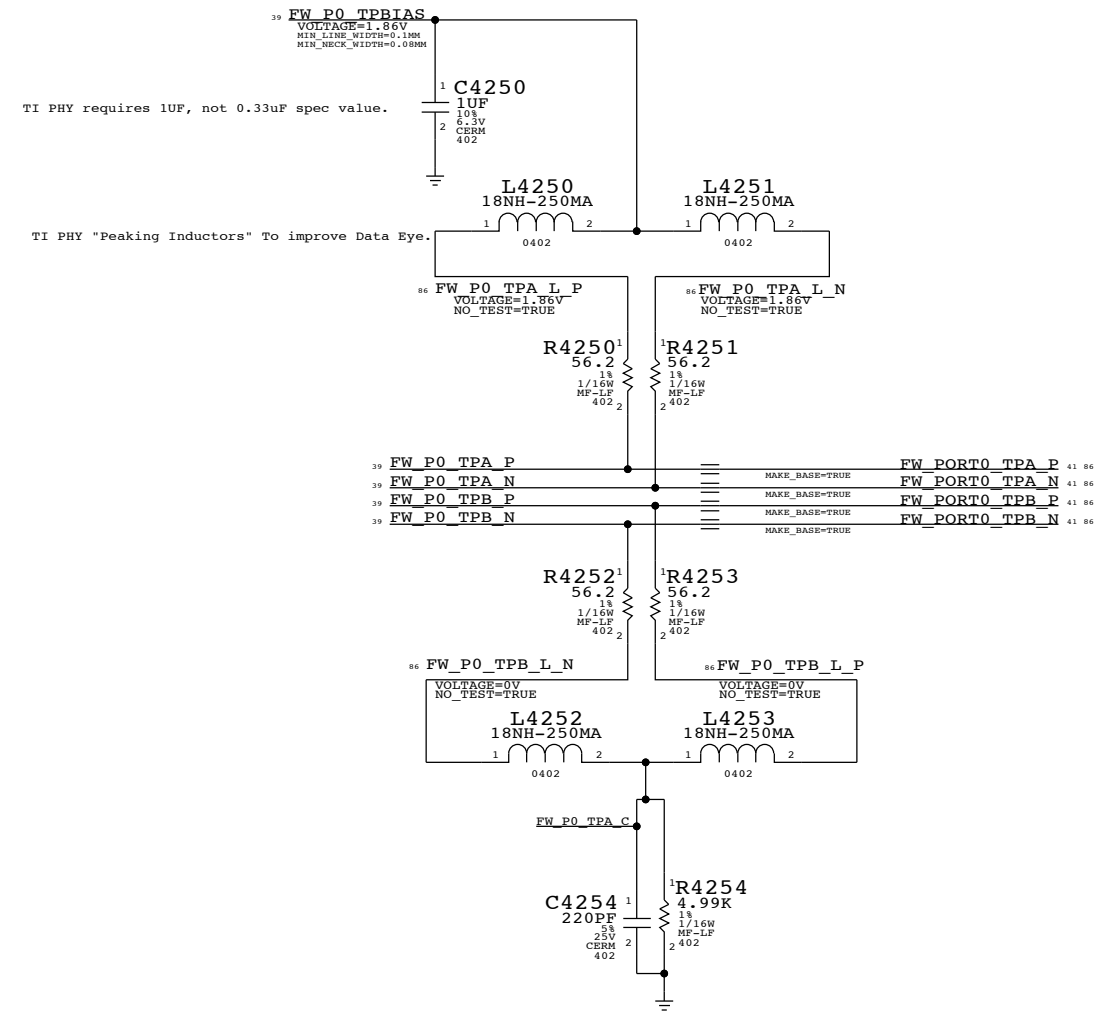 39 FW_P0_TPBIAS
VOLTAGE=1.86V
MIN_LINE_WIDTH=0.1MM
MIN_NECK_WIDTH=0.08MM
1 C4250
1UF
10%
6.3V
2 CERM
402
TI PHY requires 1UF, not 0.33uF spec value.
L4250
18NH-250MA
1 2
0402
L4251
18NH-250MA
1 2
0402
TI PHY "Peaking Inductors" To improve Data Eye.
86 FW_P0_TPA_L_P
VOLTAGE=1.86V
NO_TEST=TRUE
86 FW_P0_TPA_L_N
VOLTAGE=1.86V
NO_TEST=TRUE
R4250 1
56.2
1%
1/16W
MF-LF
402 2
1 R4251
56.2
1%
1/16W
MF-LF
2 402
39 FW_P0_TPA_P
MAKE_BASE=TRUE
FW_PORT0_TPA_P 41 86
39 FW_P0_TPA_N
MAKE_BASE=TRUE
FW_PORT0_TPA_N 41 86
39 FW_P0_TPB_P
MAKE_BASE=TRUE
FW_PORT0_TPB_P 41 86
39 FW_P0_TPB_N
MAKE_BASE=TRUE
FW_PORT0_TPB_N 41 86
R4252 1
56.2
1%
1/16W
MF-LF
402 2
1 R4253
56.2
1%
1/16W
MF-LF
2 402
86 FW_P0_TPB_L_N
VOLTAGE=0V
NO_TEST=TRUE
86 FW_P0_TPB_L_P
VOLTAGE=0V
NO_TEST=TRUE
L4252
18NH-250MA
1 2
0402
L4253
18NH-250MA
1 2
0402
FW_P0_TPA_C
C4254 1
220PF
5%
25V 2
CERM
402
1 R4254
4.99K
1%
1/16W
MF-LF
2 402